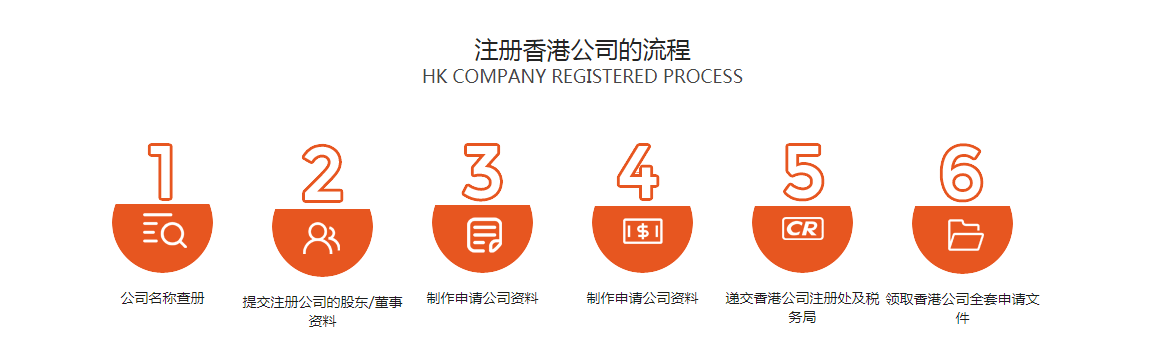 注册香港公司的流程
HK COMPANY REGISTERED PROCESS
1
2
3
4
5
6
$
CR
公司名称查册
提交注册公司的股东/董事
资料
制作申请公司资料
制作申请公司资料
递交香港公司注册处及税
务局
领取香港公司全套申请文
件